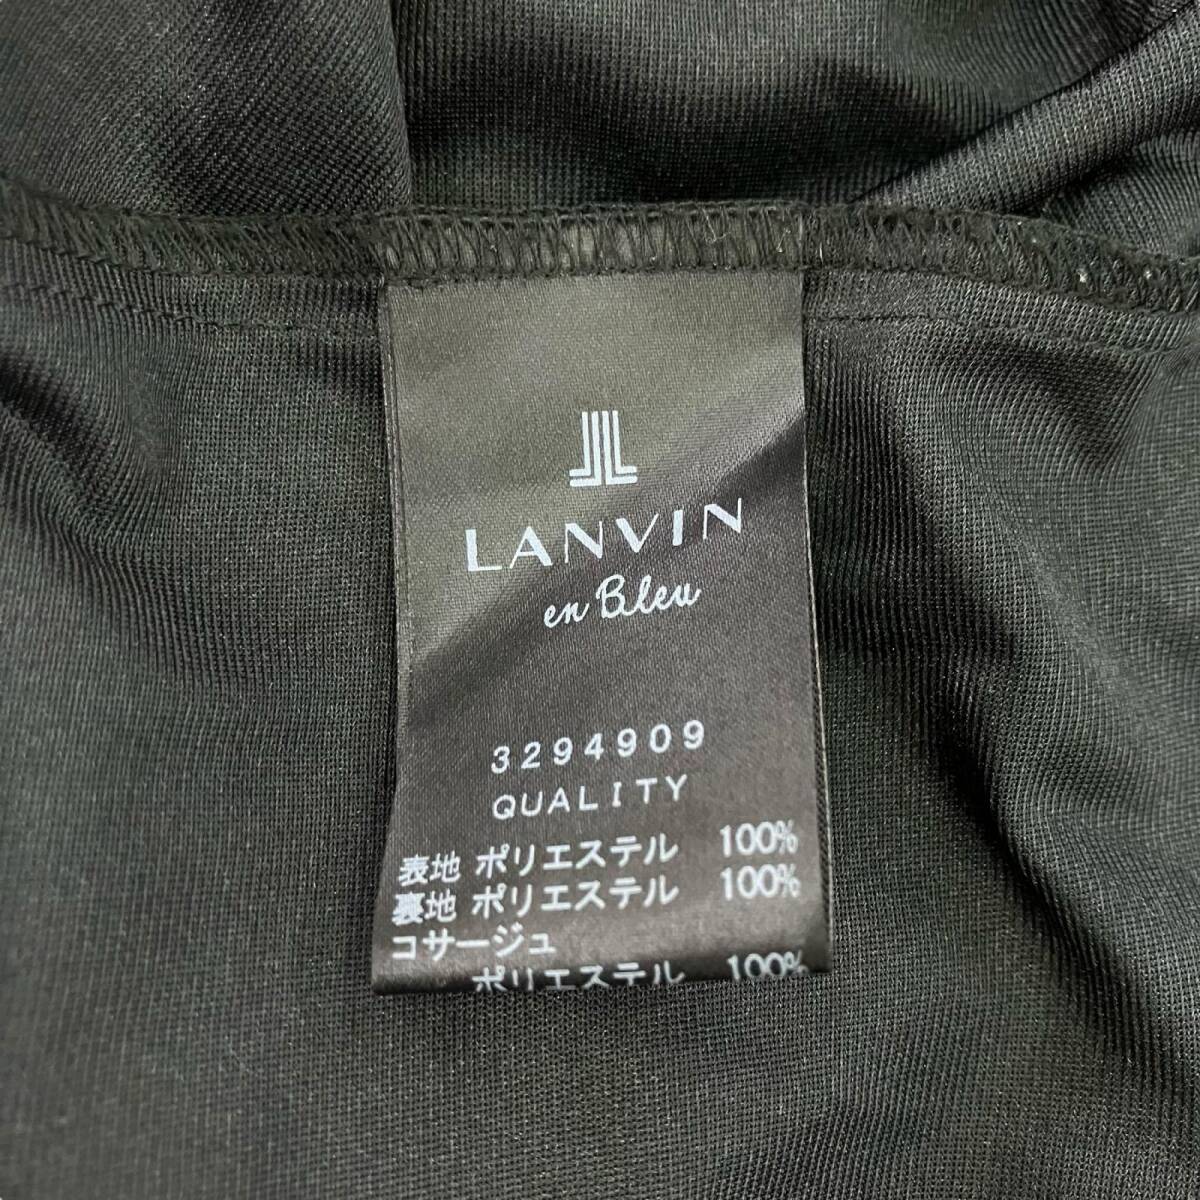 LANVIN
en Bleu
3294909
QUALITY
表地 ポリエステル 100%
裏地 ポリエステル 100%
コサージュ
ポリエステル 100%